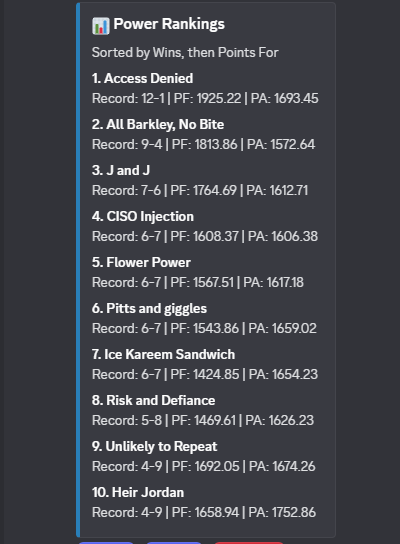 Power Rankings
Sorted by Wins, then Points For
1. Access Denied
Record: 12-1 | PF: 1925.22 | PA: 1693.45
2. All Barkley, No Bite
Record: 9-4 | PF: 1813.86 | PA: 1572.64
3. J and J
Record: 7-6 | PF: 1764.69 | PA: 1612.71
4. CISO Injection
Record: 6-7 | PF: 1608.37 | PA: 1606.38
5. Flower Power
Record: 6-7 | PF: 1567.51 | PA: 1617.18
6. Pitts and giggles
Record: 6-7 | PF: 1543.86 | PA: 1659.02
7. Ice Kareem Sandwich
Record: 6-7 | PF: 1424.85 | PA: 1654.23
8. Risk and Defiance
Record: 5-8 | PF: 1469.61 | PA: 1626.23
9. Unlikely to Repeat
Record: 4-9 | PF: 1692.05 | PA: 1674.26
10. Heir Jordan
Record: 4-9 | PF: 1658.94 | PA: 1752.86